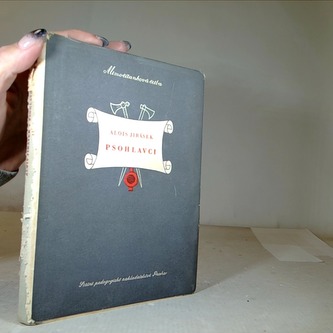 Mimočítanková četba
ALOIS JIRÁSEK
PSOHLAVCI
Státní pedagogické nakladatelství Praha